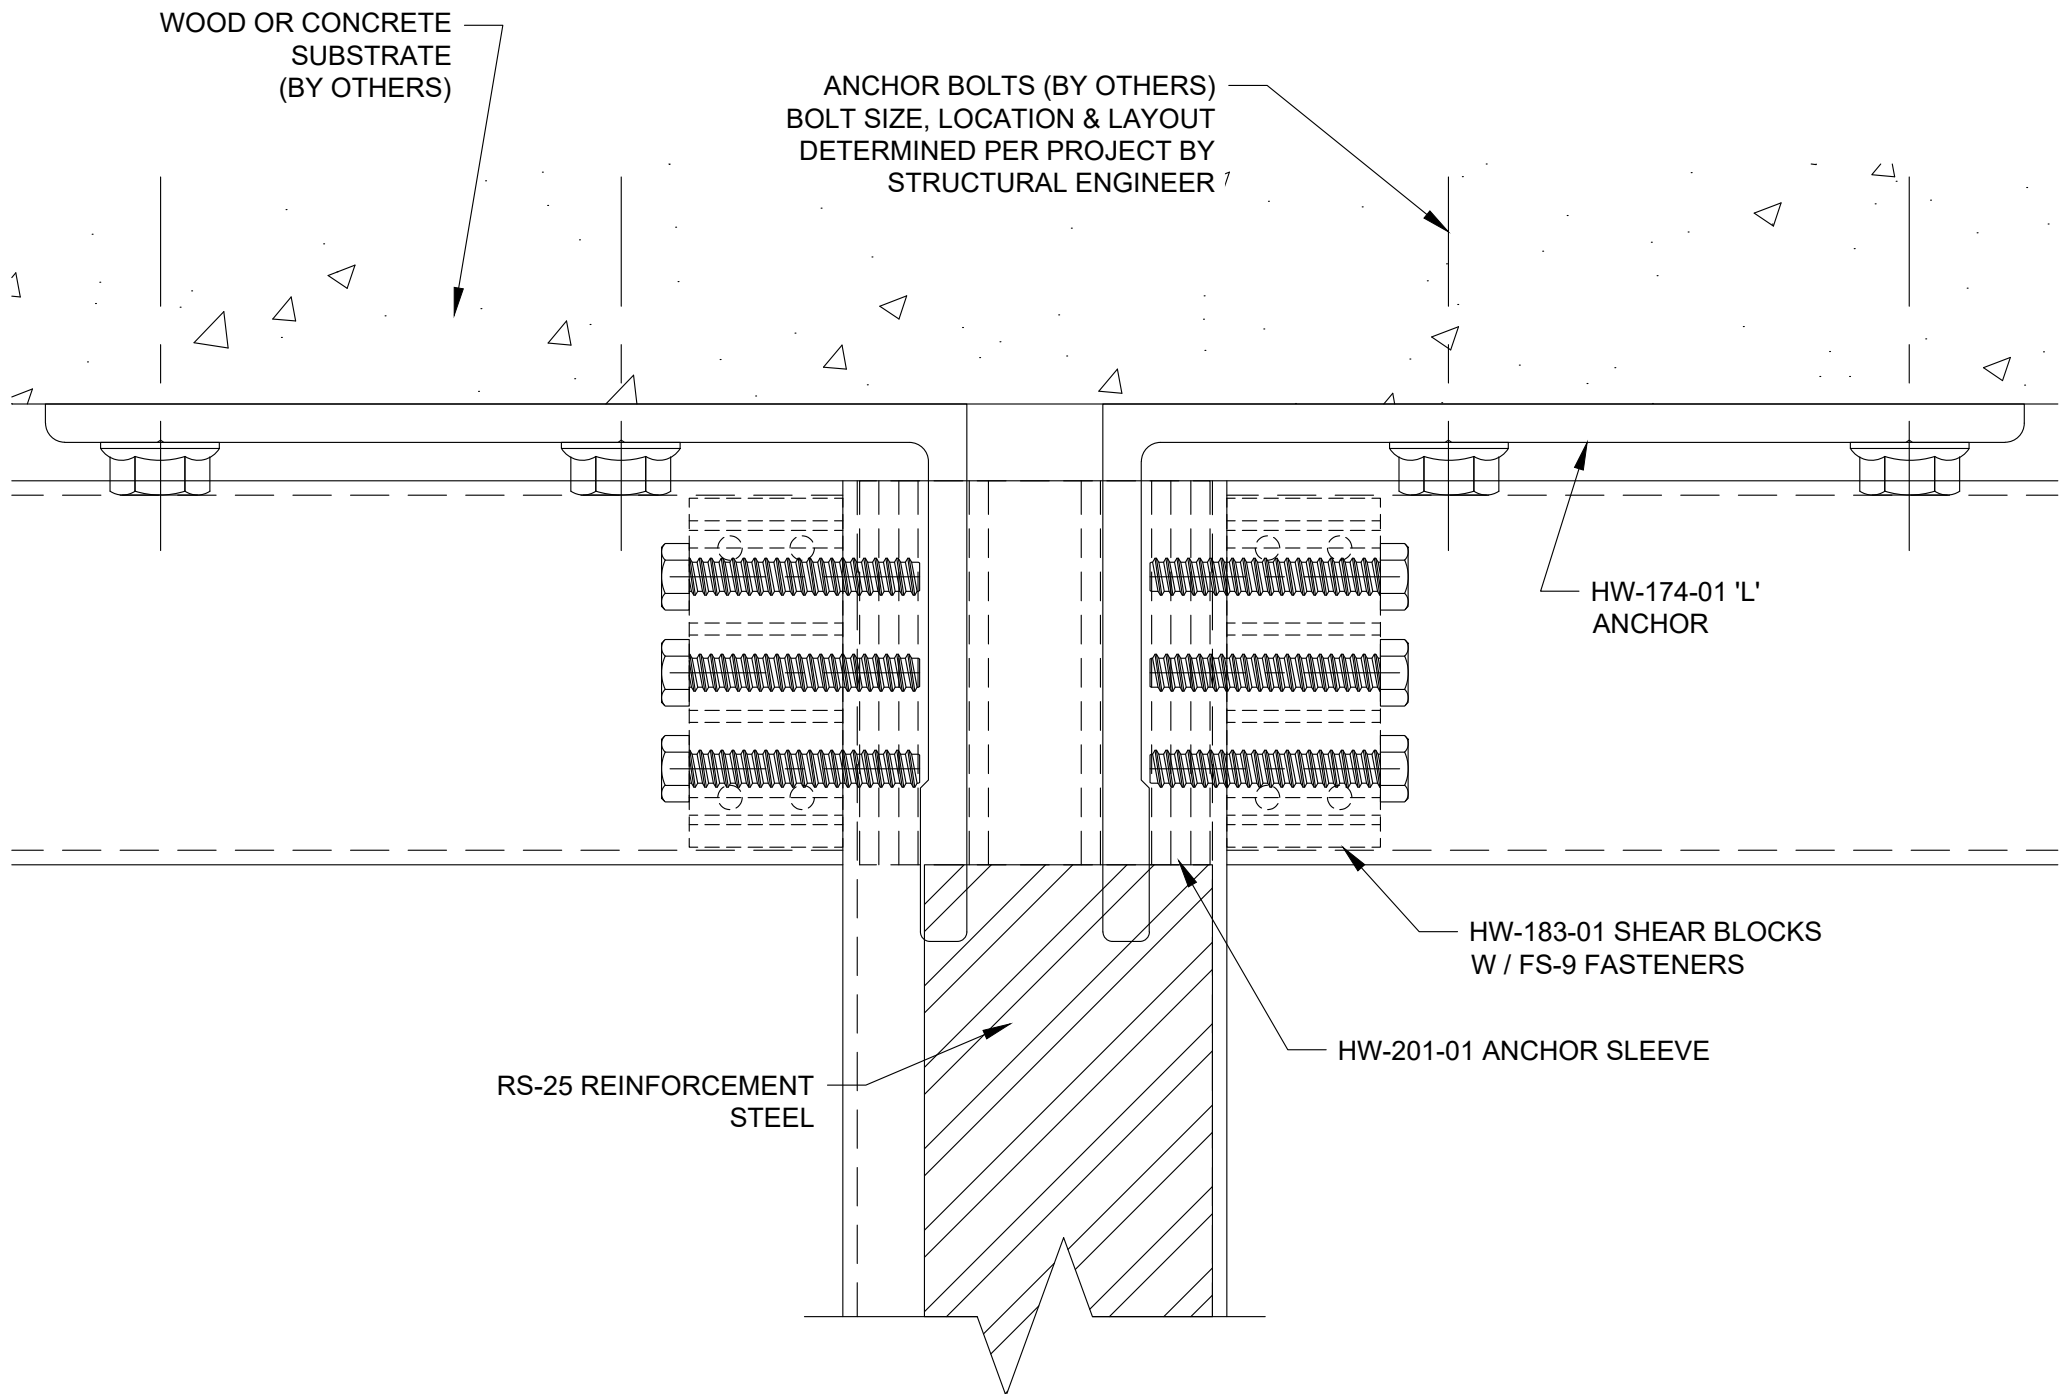 WOOD OR CONCRETE
SUBSTRATE
(BY OTHERS)
ANCHOR BOLTS (BY OTHERS)
BOLT SIZE, LOCATION & LAYOUT
DETERMINED PER PROJECT BY
STRUCTURAL ENGINEER
HW-174-01 'L'
ANCHOR
HW-183-01 SHEAR BLOCKS
W / FS-9 FASTENERS
HW-201-01 ANCHOR SLEEVE
RS-25 REINFORCEMENT
STEEL